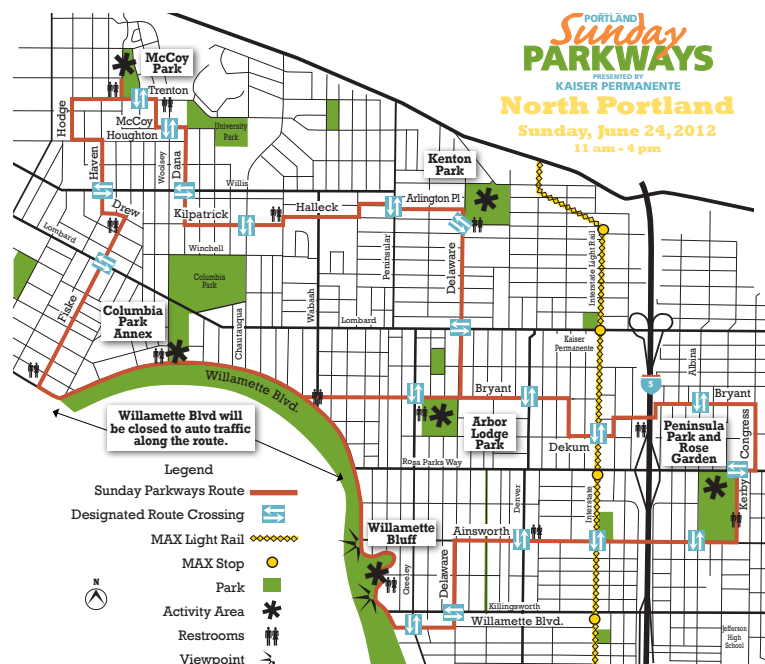 PORTLAND
Sunday
PARKWAYS
PRESENTED BY
KAISER PERMANENTE
North Portland
Sunday, June 24, 2012
11 am - 4 pm
McCoy
Park
Trenton
Hodge
McCoy
Houghton
University
Park
Haven
Woolsey
Dana
Willis
Kenton
Park
Drew
Kilpatrick
Halleck
Arlington Pl
Lombard
Winchell
Peninsular
Delaware
Interstate Light Rail
Columbia
Park
Fiske
Columbia
Park
Annex
Chautauqua
Wabash
Lombard
Kaiser
Permanente
Albina
5
Willamette Blvd.
Bryant
Bryant
Willamette Blvd will
be closed to auto traffic
along the route.
Arbor
Lodge
Park
Dekum
Peninsula
Park and
Rose
Garden
Congress
Rosa Parks Way
Kerby
Legend
Sunday Parkways Route
Designated Route Crossing
MAX Light Rail
MAX Stop
Park
Activity Area
Restrooms
Viewpoint
N
Denver
Interstate
Willamette
Bluff
Ainsworth
Greeley
Delaware
Killingsworth
Willamette Blvd.
Jefferson
High
School